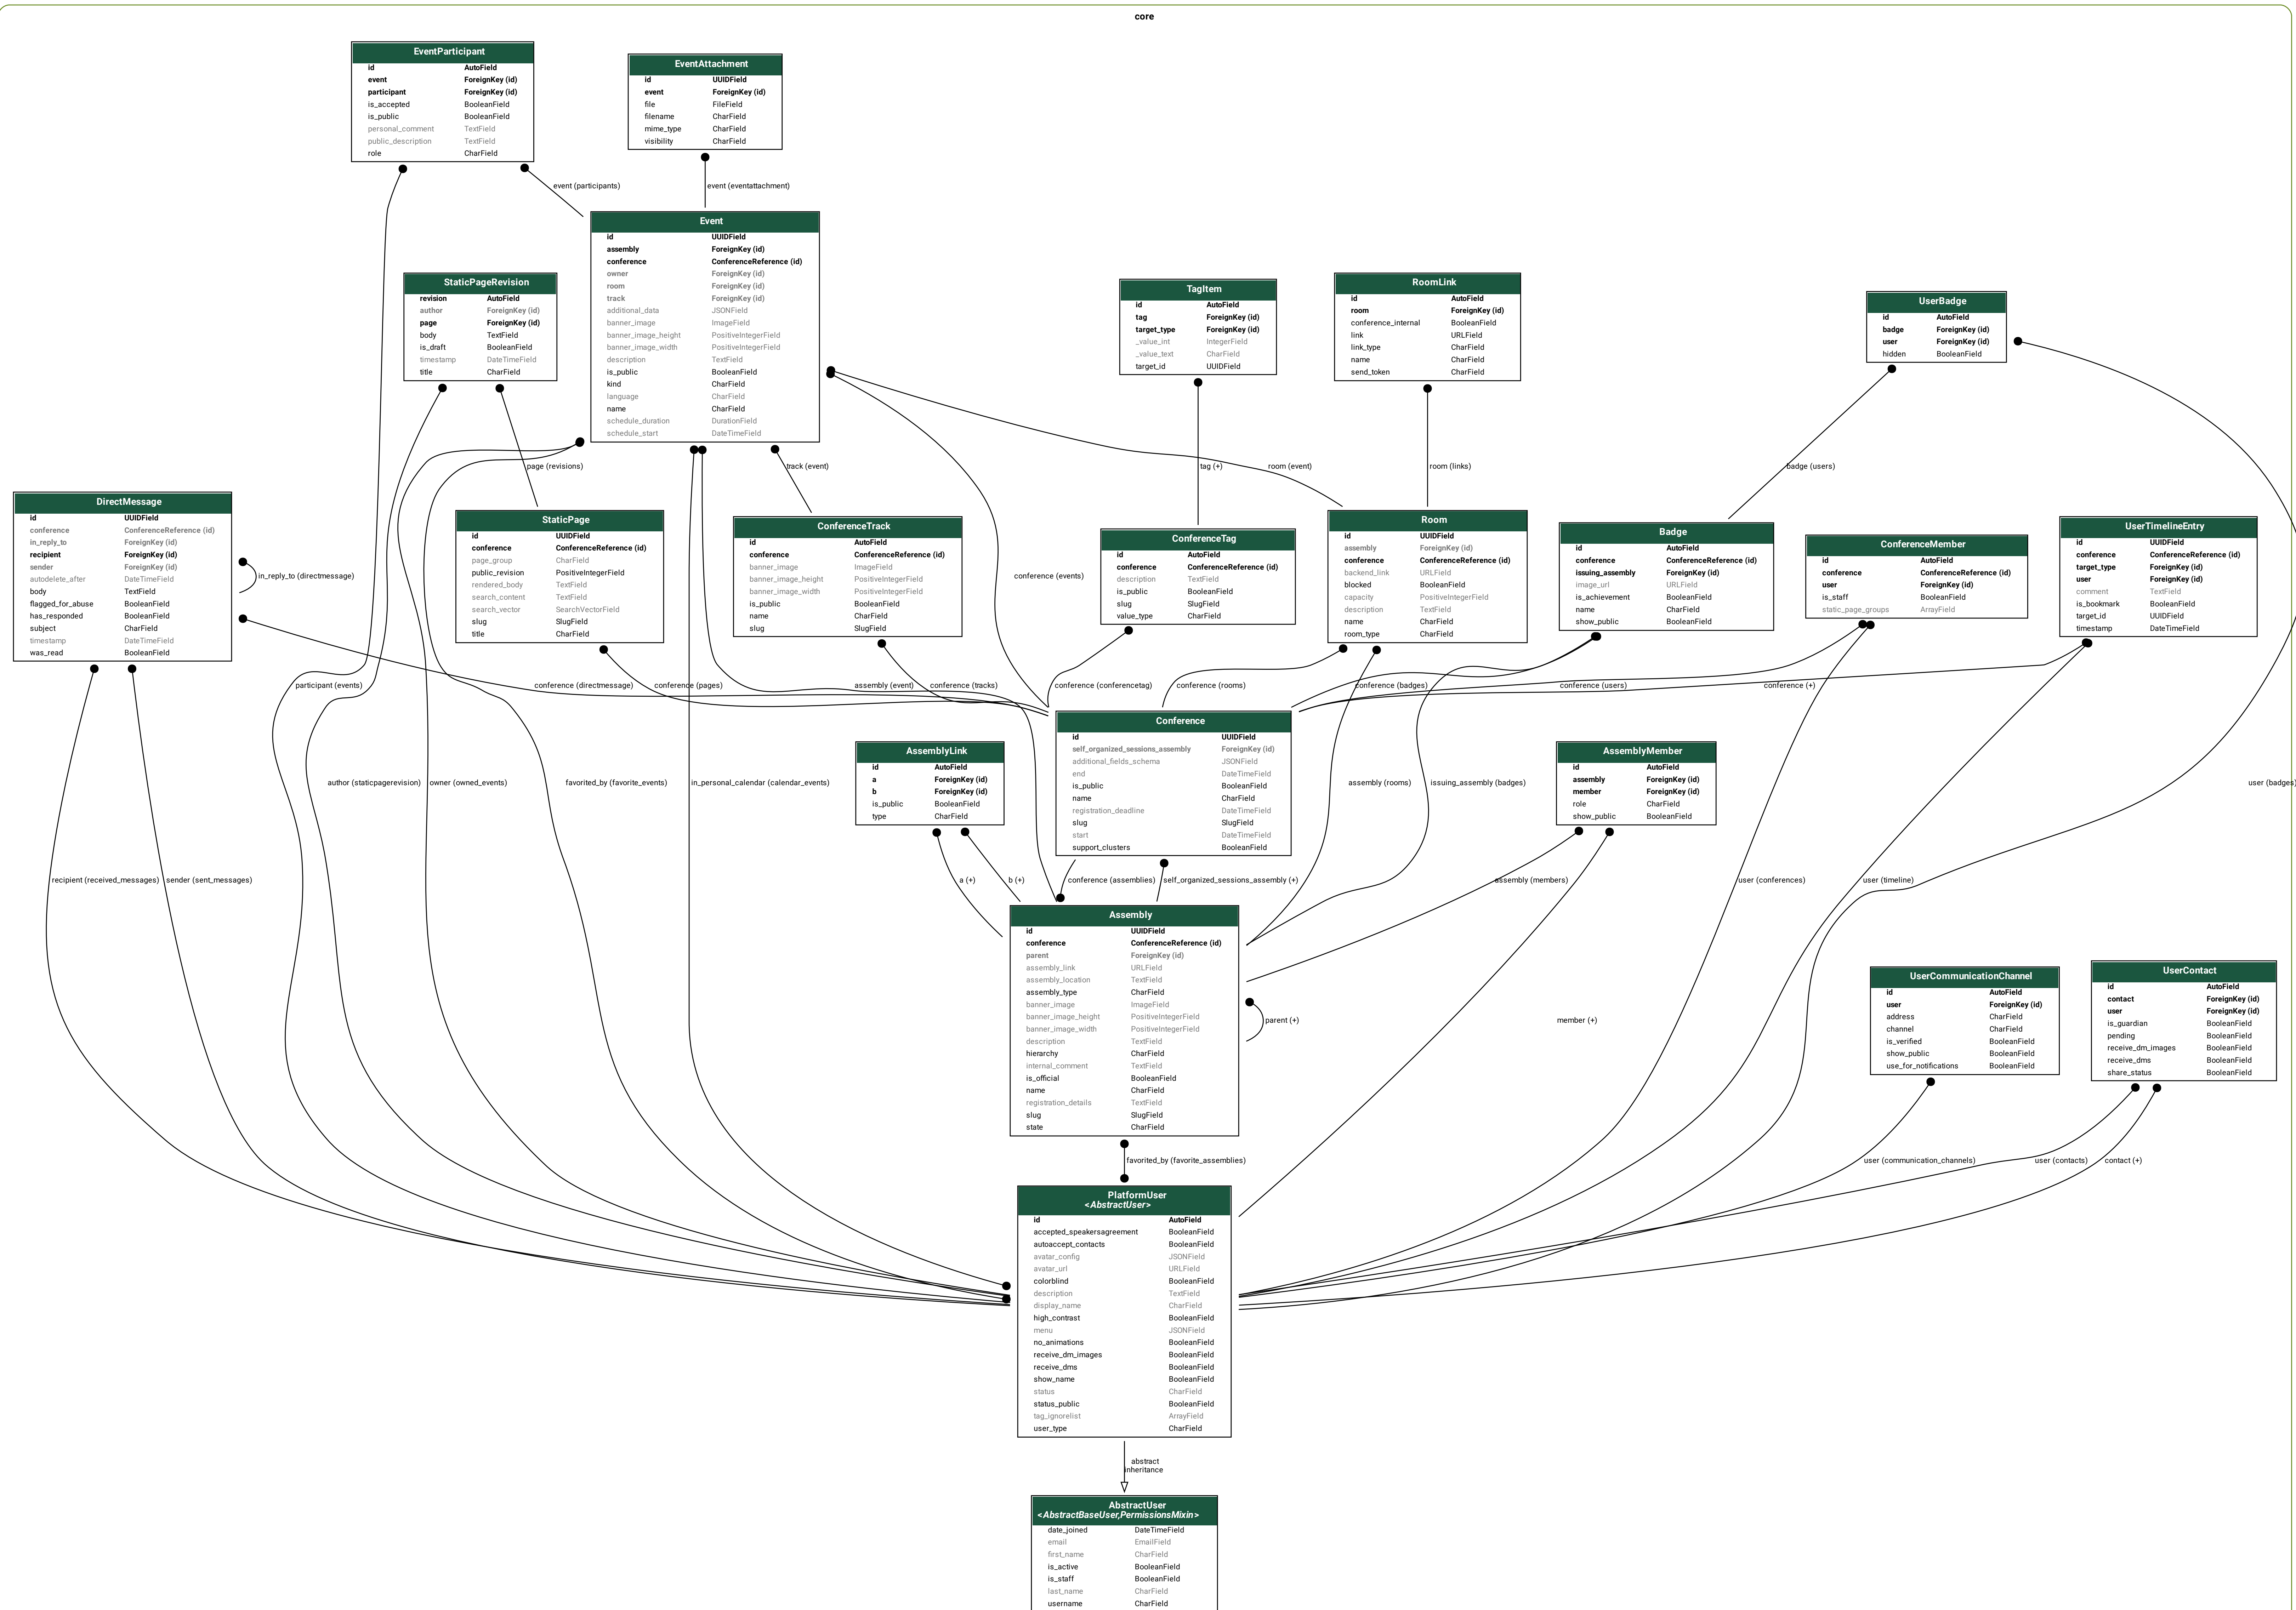 core
EventParticipant
id AutoField
event ForeignKey (id)
participant ForeignKey (id)
is_accepted BooleanField
is_public BooleanField
personal_comment TextField
public_description TextField
role CharField
EventAttachment
id UUIDField
event ForeignKey (id)
file FileField
filename CharField
mime_type CharField
visibility CharField
event (participants)
event (eventattachment)
Event
id UUIDField
assembly ForeignKey (id)
conference ConferenceReference (id)
owner ForeignKey (id)
room ForeignKey (id)
track ForeignKey (id)
additional_data JSONField
banner_image ImageField
banner_image_height PositiveIntegerField
banner_image_width PositiveIntegerField
description TextField
is_public BooleanField
kind CharField
language CharField
name CharField
schedule_duration DurationField
schedule_start DateTimeField
StaticPageRevision
revision AutoField
author ForeignKey (id)
page ForeignKey (id)
body TextField
is_draft BooleanField
timestamp DateTimeField
title CharField
TagItem
id AutoField
tag ForeignKey (id)
target_type ForeignKey (id)
_value_int IntegerField
_value_text CharField
target_id UUIDField
RoomLink
id AutoField
room ForeignKey (id)
conference_internal BooleanField
link URLField
link_type CharField
name CharField
send_token CharField
UserBadge
id AutoField
badge ForeignKey (id)
user ForeignKey (id)
hidden BooleanField
page (revisions)
track (event)
tag (+)
room (event)
room (links)
badge (users)
DirectMessage
id UUIDField
conference ConferenceReference (id)
in_reply_to ForeignKey (id)
recipient ForeignKey (id)
sender ForeignKey (id)
autodelete_after DateTimeField
body TextField
flagged_for_abuse BooleanField
has_responded BooleanField
subject CharField
timestamp DateTimeField
was_read BooleanField
in_reply_to (directmessage)
StaticPage
id UUIDField
conference ConferenceReference (id)
page_group CharField
public_revision PositiveIntegerField
rendered_body TextField
search_content TextField
search_vector SearchVectorField
slug SlugField
title CharField
ConferenceTrack
id AutoField
conference ConferenceReference (id)
banner_image ImageField
banner_image_height PositiveIntegerField
banner_image_width PositiveIntegerField
is_public BooleanField
name CharField
slug SlugField
conference (events)
ConferenceTag
id AutoField
conference ConferenceReference (id)
description TextField
is_public BooleanField
slug SlugField
value_type CharField
Room
id UUIDField
assembly ForeignKey (id)
conference ConferenceReference (id)
backend_link URLField
blocked BooleanField
capacity PositiveIntegerField
description TextField
name CharField
room_type CharField
Badge
id AutoField
conference ConferenceReference (id)
issuing_assembly ForeignKey (id)
image_url URLField
is_achievement BooleanField
name CharField
show_public BooleanField
ConferenceMember
id AutoField
conference ConferenceReference (id)
user ForeignKey (id)
is_staff BooleanField
static_page_groups ArrayField
UserTimelineEntry
id UUIDField
conference ConferenceReference (id)
target_type ForeignKey (id)
user ForeignKey (id)
comment TextField
is_bookmark BooleanField
target_id UUIDField
timestamp DateTimeField
participant (events)
conference (directmessage)
conference (pages)
assembly (event)
conference (tracks)
conference (conferencetag)
conference (rooms)
conference (badges)
conference (users)
conference (+)
Conference
id UUIDField
self_organized_sessions_assembly ForeignKey (id)
additional_fields_schema JSONField
end DateTimeField
is_public BooleanField
name CharField
registration_deadline DateTimeField
slug SlugField
start DateTimeField
support_clusters BooleanField
AssemblyLink
id AutoField
a ForeignKey (id)
b ForeignKey (id)
is_public BooleanField
type CharField
AssemblyMember
id AutoField
assembly ForeignKey (id)
member ForeignKey (id)
role CharField
show_public BooleanField
author (staticpagerevision)
owner (owned_events)
favorited_by (favorite_events)
in_personal_calendar (calendar_events)
assembly (rooms)
issuing_assembly (badges)
user (badges)
recipient (received_messages)
sender (sent_messages)
a (+)
b (+)
conference (assemblies)
self_organized_sessions_assembly (+)
assembly (members)
user (conferences)
user (timeline)
Assembly
id UUIDField
conference ConferenceReference (id)
parent ForeignKey (id)
assembly_link URLField
assembly_location TextField
assembly_type CharField
banner_image ImageField
banner_image_height PositiveIntegerField
banner_image_width PositiveIntegerField
description TextField
hierarchy CharField
internal_comment TextField
is_official BooleanField
name CharField
registration_details TextField
slug SlugField
state CharField
parent (+)
member (+)
UserCommunicationChannel
id AutoField
user ForeignKey (id)
address CharField
channel CharField
is_verified BooleanField
show_public BooleanField
use_for_notifications BooleanField
UserContact
id AutoField
contact ForeignKey (id)
user ForeignKey (id)
is_guardian BooleanField
pending BooleanField
receive_dm_images BooleanField
receive_dms BooleanField
share_status BooleanField
favorited_by (favorite_assemblies)
user (communication_channels)
user (contacts)
contact (+)
PlatformUser
<AbstractUser>
id AutoField
accepted_speakersagreement BooleanField
autoaccept_contacts BooleanField
avatar_config JSONField
avatar_url URLField
colorblind BooleanField
description TextField
display_name CharField
high_contrast BooleanField
menu JSONField
no_animations BooleanField
receive_dm_images BooleanField
receive_dms BooleanField
show_name BooleanField
status CharField
status_public BooleanField
tag_ignorelist ArrayField
user_type CharField
abstract
inheritance
AbstractUser
<AbstractBaseUser,PermissionsMixin>
date_joined DateTimeField
email EmailField
first_name CharField
is_active BooleanField
is_staff BooleanField
last_name CharField
username CharField